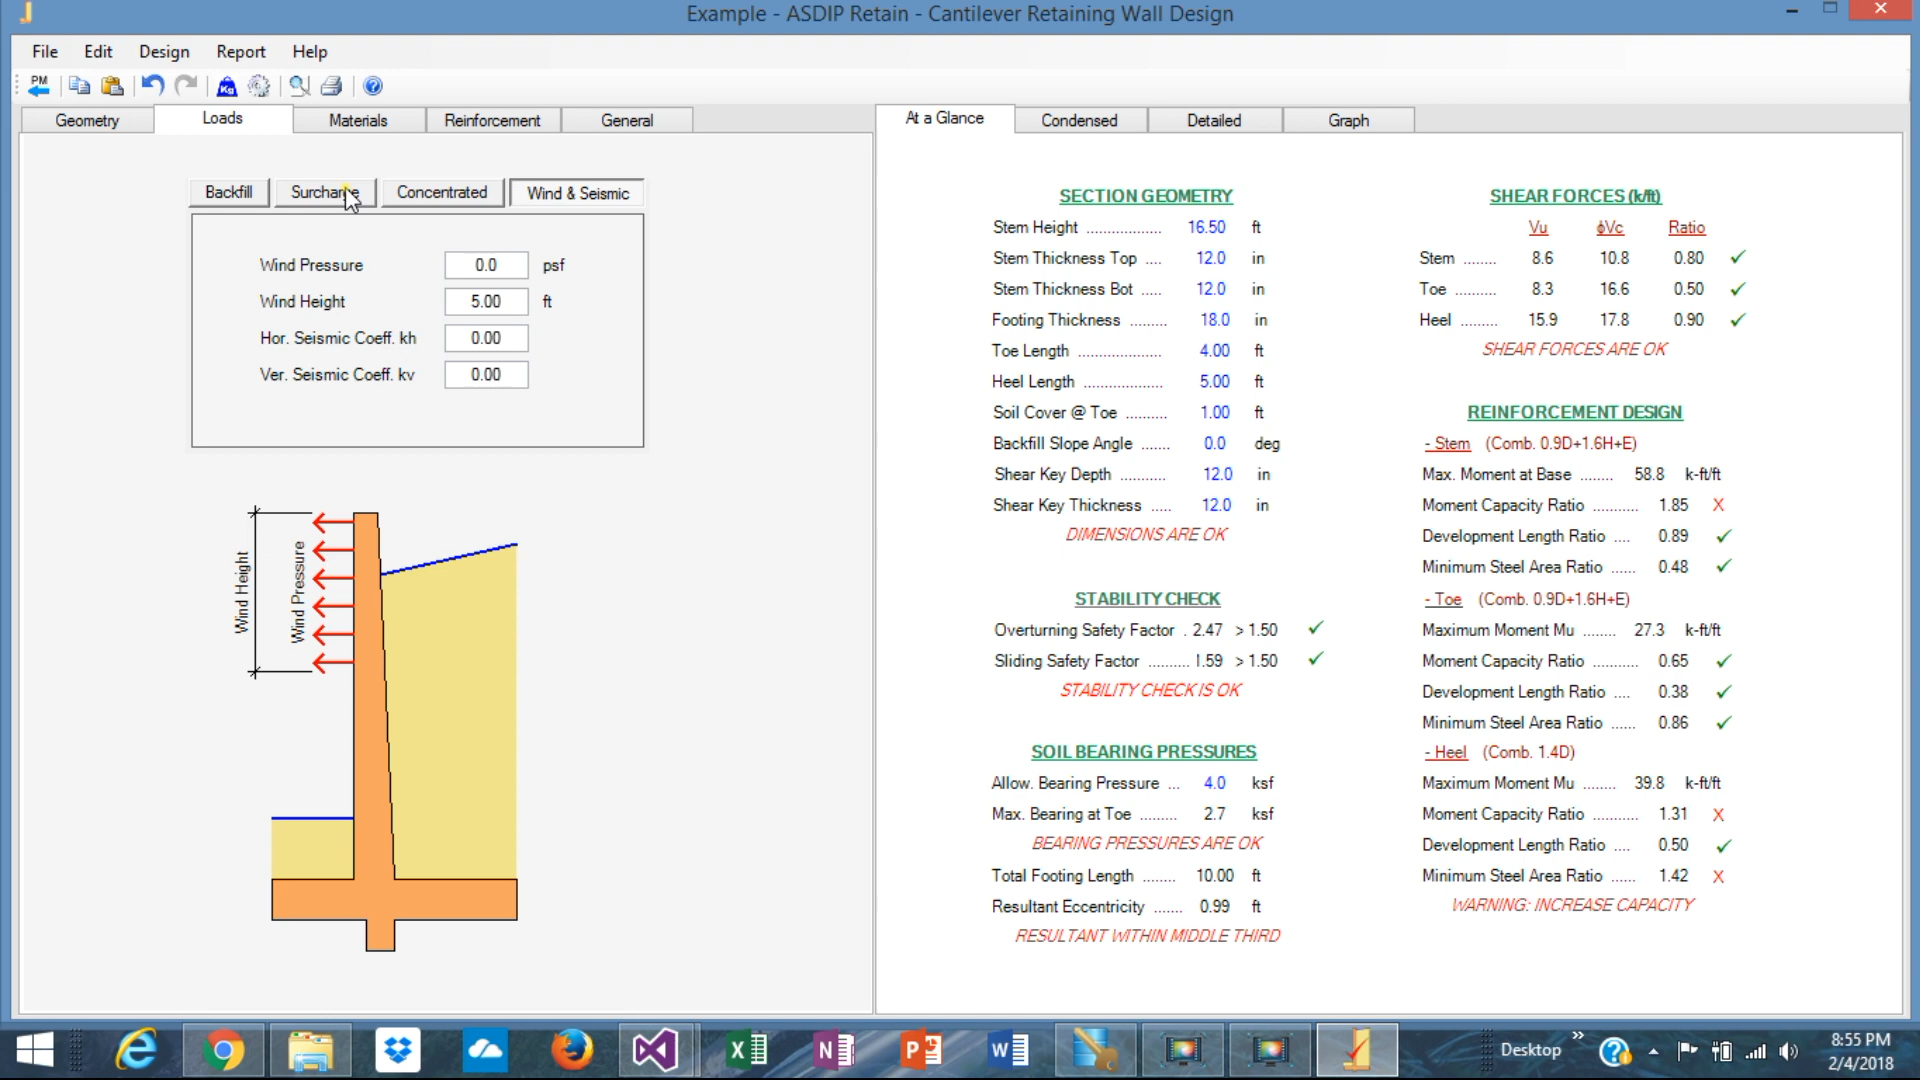 Example - ASDIP Retain - Cantilever Retaining Wall Design
File Edit Design Report Help
PM Kg
Geometry Loads Materials Reinforcement General
At a Glance Condensed Detailed Graph
Backfill Surcharge Concentrated Wind & Seismic
Wind Pressure 0.0 psf
Wind Height 5.00 ft
Hor. Seismic Coeff. kh 0.00
Ver. Seismic Coeff. kv 0.00
Wind Height
Wind Pressure
SECTION GEOMETRY
Stem Height .................. 16.50 ft
Stem Thickness Top .... 12.0 in
Stem Thickness Bot ..... 12.0 in
Footing Thickness ......... 18.0 in
Toe Length .................... 4.00 ft
Heel Length ................... 5.00 ft
Soil Cover @ Toe .......... 1.00 ft
Backfill Slope Angle ....... 0.0 deg
Shear Key Depth ........... 12.0 in
Shear Key Thickness ..... 12.0 in
DIMENSIONS ARE OK
STABILITY CHECK
Overturning Safety Factor . 2.47 > 1.50 ✓
Sliding Safety Factor .......... 1.59 > 1.50 ✓
STABILITY CHECK IS OK
SOIL BEARING PRESSURES
Allow. Bearing Pressure ... 4.0 ksf
Max. Bearing at Toe ......... 2.7 ksf
BEARING PRESSURES ARE OK
Total Footing Length ........ 10.00 ft
Resultant Eccentricity ....... 0.99 ft
RESULTANT WITHIN MIDDLE THIRD
SHEAR FORCES (k/ft)
Vu ϕVc Ratio
Stem ........ 8.6 10.8 0.80 ✓
Toe .......... 8.3 16.6 0.50 ✓
Heel ......... 15.9 17.8 0.90 ✓
SHEAR FORCES ARE OK
REINFORCEMENT DESIGN
- Stem (Comb. 0.9D+1.6H+E)
Max. Moment at Base ........ 58.8 k-ft/ft
Moment Capacity Ratio ........... 1.85 X
Development Length Ratio .... 0.89 ✓
Minimum Steel Area Ratio ...... 0.48 ✓
- Toe (Comb. 0.9D+1.6H+E)
Maximum Moment Mu ........ 27.3 k-ft/ft
Moment Capacity Ratio ........... 0.65 ✓
Development Length Ratio .... 0.38 ✓
Minimum Steel Area Ratio ...... 0.86 ✓
- Heel (Comb. 1.4D)
Maximum Moment Mu ........ 39.8 k-ft/ft
Moment Capacity Ratio ........... 1.31 X
Development Length Ratio .... 0.50 ✓
Minimum Steel Area Ratio ...... 1.42 X
WARNING: INCREASE CAPACITY
Desktop
8:55 PM
2/4/2018